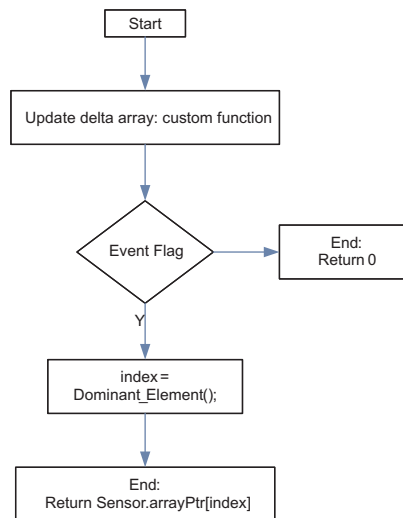 Start
Update delta array: custom function
Event Flag
End:
Return 0
Y
index =
Dominant_Element();
End:
Return Sensor.arrayPtr[index]